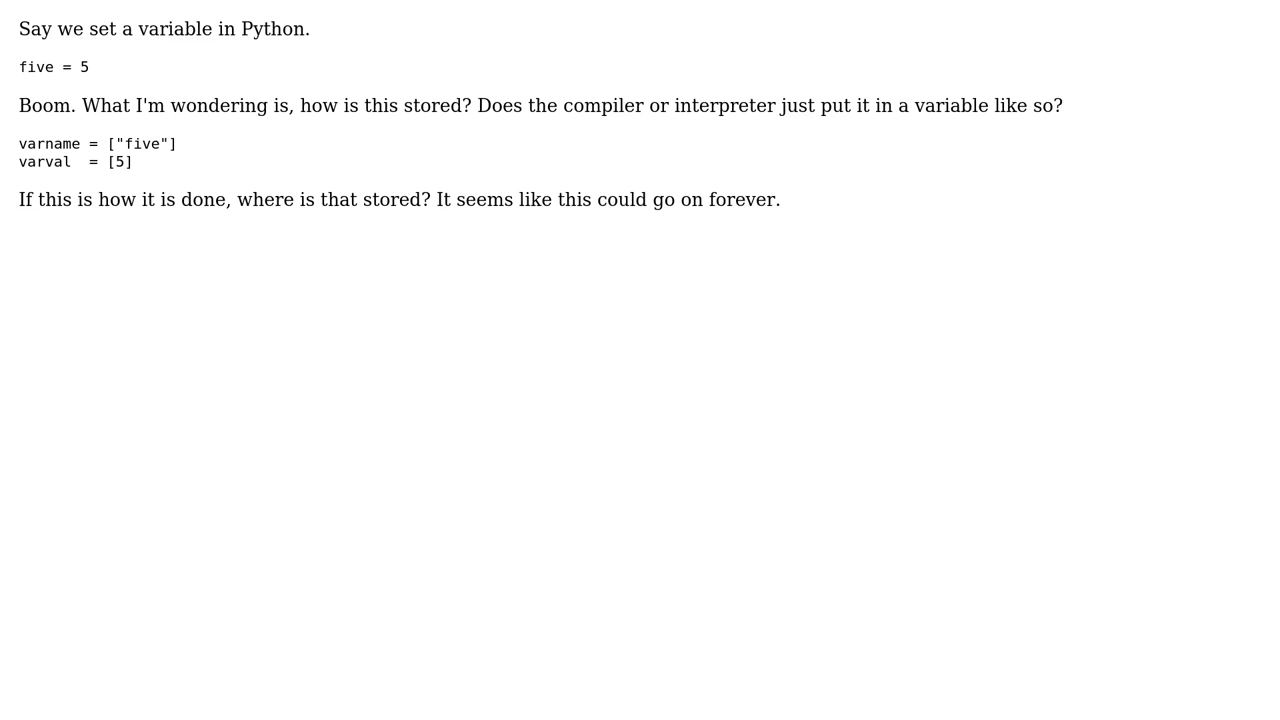 Say we set a variable in Python.
five = 5
Boom. What I'm wondering is, how is this stored? Does the compiler or interpreter just put it in a variable like so?
varname = ["five"]
varval  = [5]
If this is how it is done, where is that stored? It seems like this could go on forever.